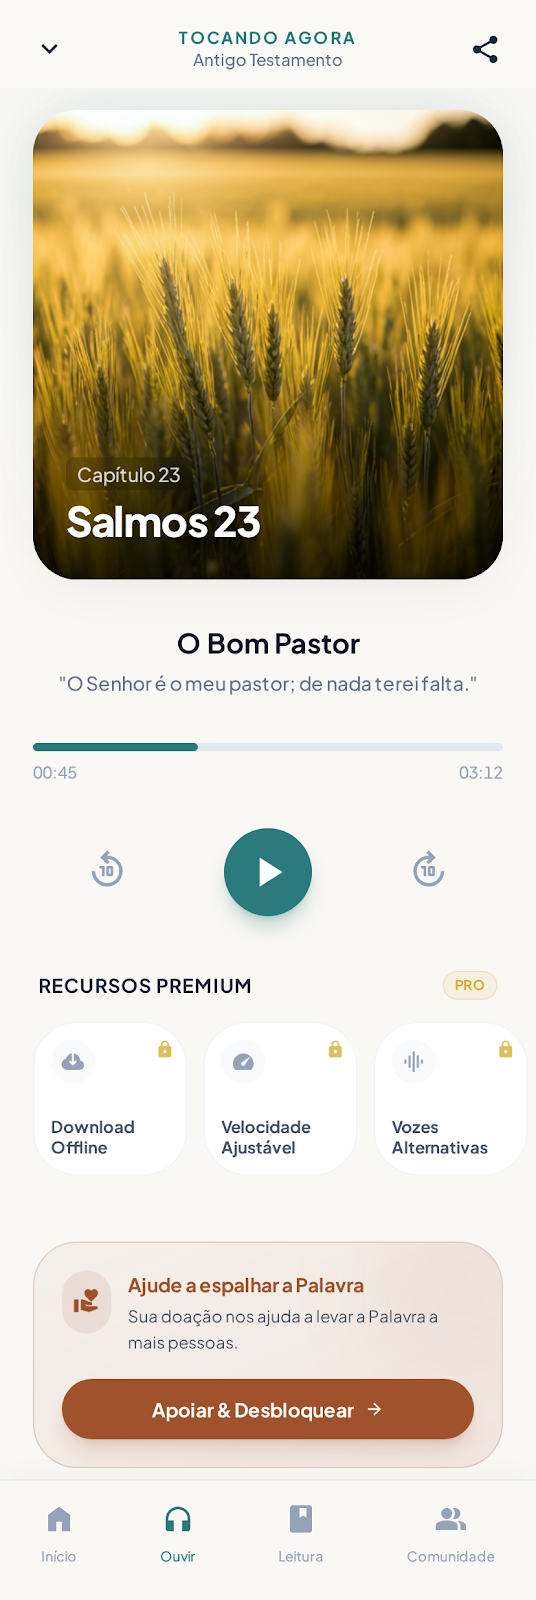 TOCANDO AGORA
Antigo Testamento
Capítulo 23
Salmos 23
O Bom Pastor
"O Senhor é o meu pastor; de nada terei falta."
00:45
03:12
10
10
RECURSOS PREMIUM
PRO
Download
Offline
Velocidade
Ajustável
Vozes
Alternativas
Ajude a espalhar a Palavra
Sua doação nos ajuda a levar a Palavra a
mais pessoas.
Apoiar & Desbloquear
Início
Ouvir
Leitura
Comunidade